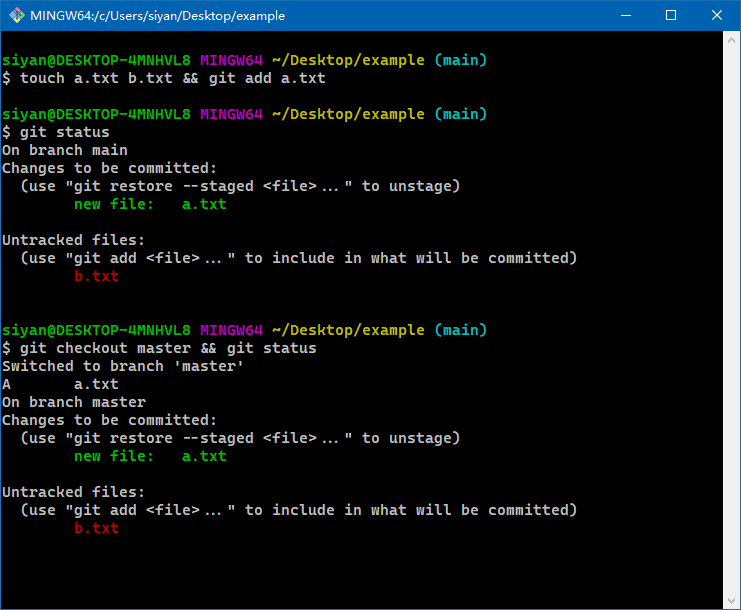 MINGW64:/c/Users/siyan/Desktop/example
siyan@DESKTOP-4MNHVL8 MINGW64 ~/Desktop/example (main)
$ touch a.txt b.txt && git add a.txt
siyan@DESKTOP-4MNHVL8 MINGW64 ~/Desktop/example (main)
$ git status
On branch main
Changes to be committed:
  (use "git restore --staged <file>..." to unstage)
        new file:   a.txt
Untracked files:
  (use "git add <file>..." to include in what will be committed)
        b.txt
siyan@DESKTOP-4MNHVL8 MINGW64 ~/Desktop/example (main)
$ git checkout master && git status
Switched to branch 'master'
A       a.txt
On branch master
Changes to be committed:
  (use "git restore --staged <file>..." to unstage)
        new file:   a.txt
Untracked files:
  (use "git add <file>..." to include in what will be committed)
        b.txt